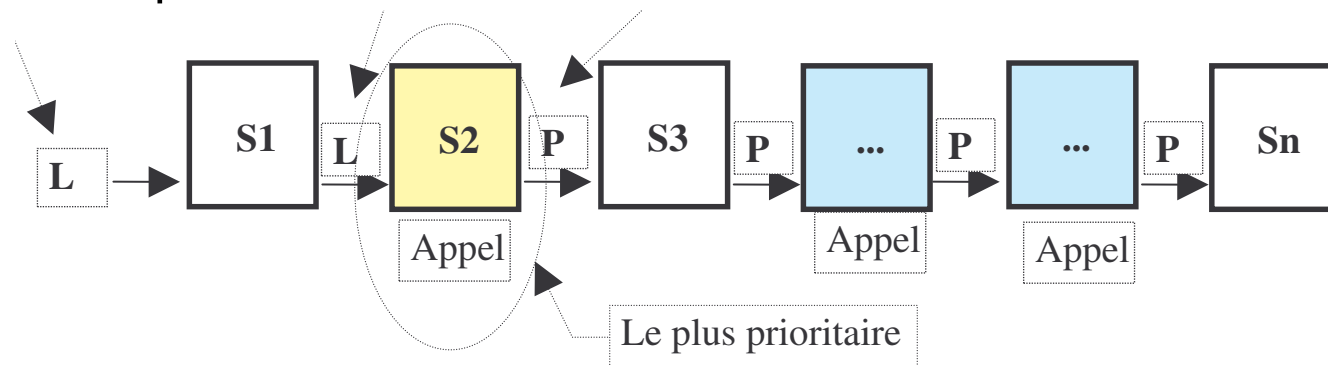 L
S1
L
S2
P
S3
P
...
P
...
P
Sn
Appel
Appel
Appel
Le plus prioritaire